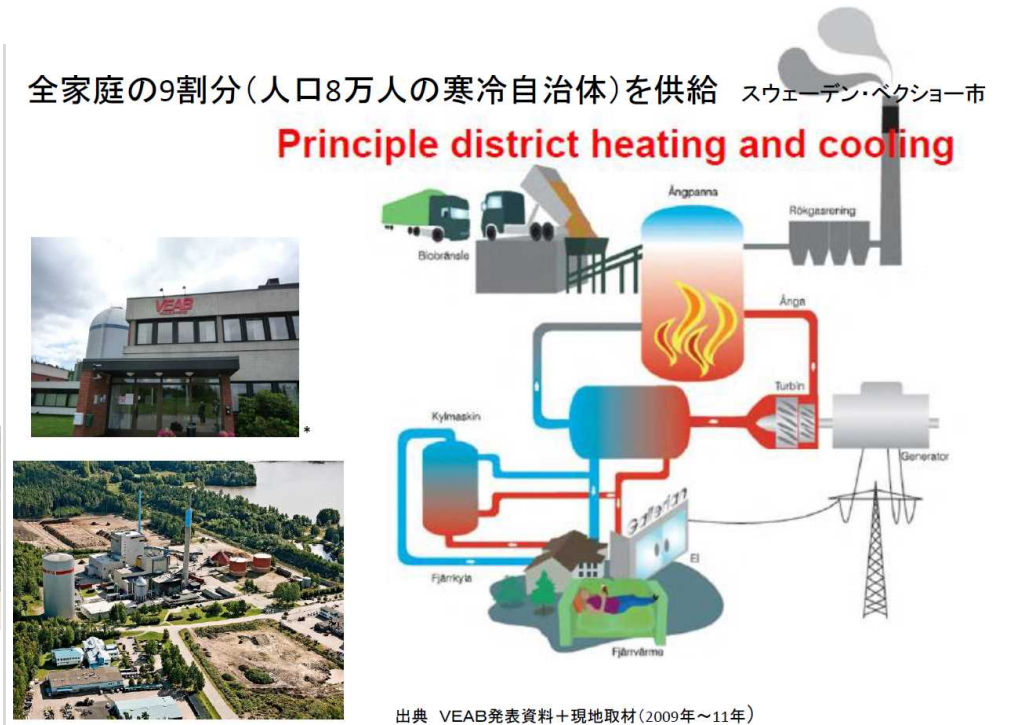 全家庭の9割分(人口8万人の寒冷自治体)を供給 スウェーデン・ベクショー市
Principle district heating and cooling
Ångpanna
Rökgasrening
Biobränsle
Ånga
VEAB
Turbin
Kylmaskin
*
Generator
Gallerian
El
Fjärrkyla
Fjärrvärme
出典 VEAB発表資料+現地取材(2009年~11年)